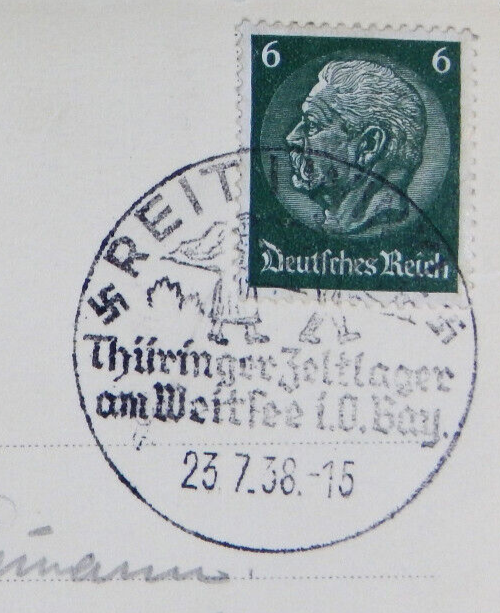 6 6
Deutsches Reich
REIT
Thüringer Zeltlager
am Weitsee i.O. Bay.
23.7.38.-15